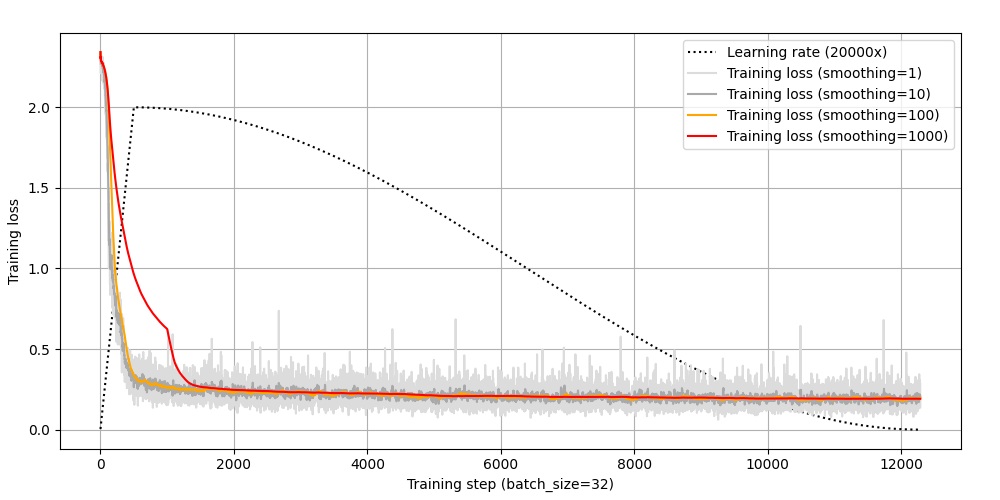 Learning rate (20000x)
Training loss (smoothing=1)
Training loss (smoothing=10)
Training loss (smoothing=100)
Training loss (smoothing=1000)
Training loss
2.0
1.5
1.0
0.5
0.0
0 2000 4000 6000 8000 10000 12000
Training step (batch_size=32)